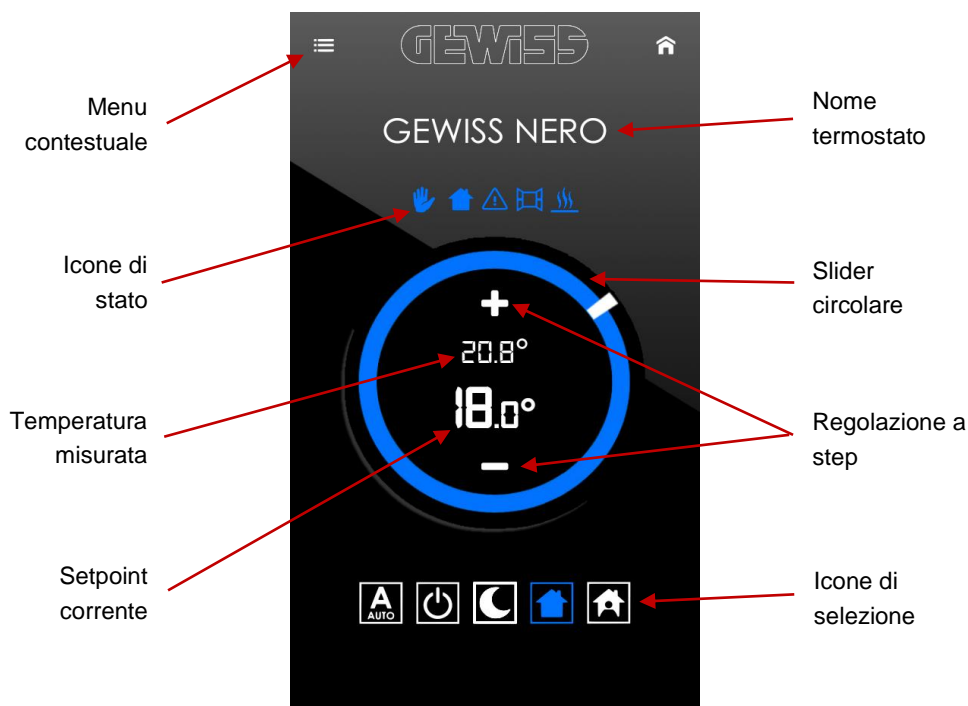 GEWISS
Menu
contestuale
Nome
termostato
GEWISS NERO
Icone di
stato
Slider
circolare
20.8°
18.0°
Temperatura
misurata
Regolazione a
step
Setpoint
corrente
A
AUTO
Icone di
selezione